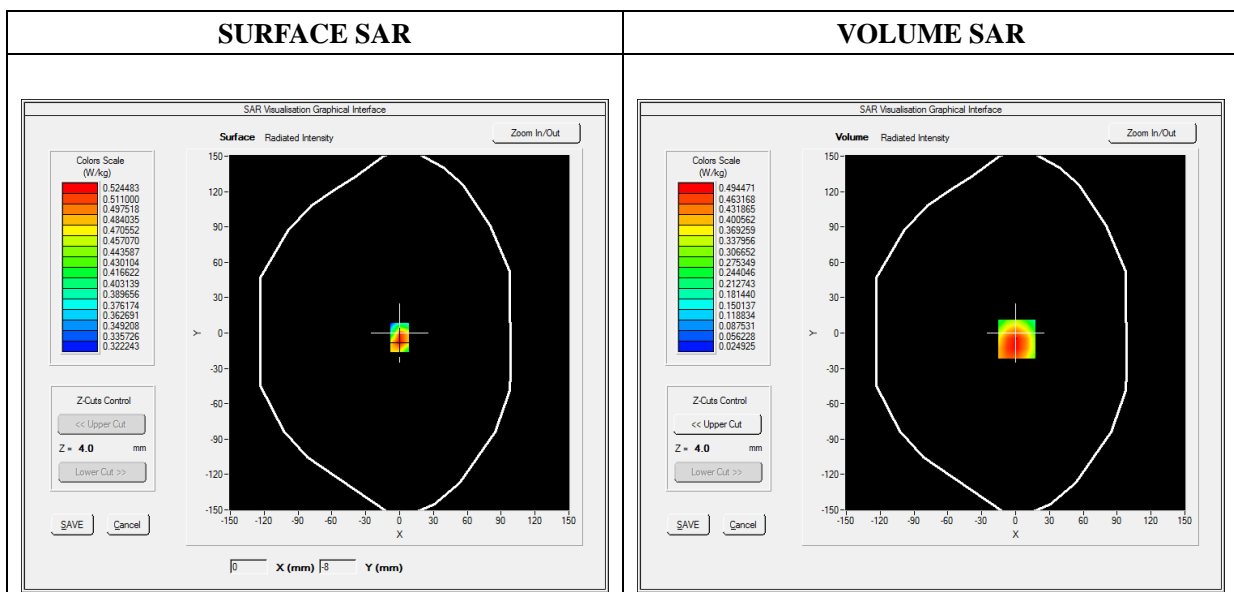 SURFACE SAR
VOLUME SAR
SAR Visualisation Graphical Interface
Surface Radiated Intensity
Zoom In/Out
Colors Scale
(W/kg)
0.524483
0.511000
0.497518
0.484035
0.470552
0.457070
0.443587
0.430104
0.416622
0.403139
0.389656
0.376174
0.362691
0.349208
0.335726
0.322243
Z-Cuts Control
<< Upper Cut
Z = 4.0 mm
Lower Cut >>
SAVE Cancel
150
120
90
60
30
0
-30
-60
-90
-120
-150
Y
-150 -120 -90 -60 -30 0 30 60 90 120 150
X
0 X (mm) -8 Y (mm)
SAR Visualisation Graphical Interface
Volume Radiated Intensity
Zoom In/Out
Colors Scale
(W/kg)
0.494471
0.463168
0.431865
0.400562
0.369259
0.337956
0.306652
0.275349
0.244046
0.212743
0.181440
0.150137
0.118834
0.087531
0.056228
0.024925
Z-Cuts Control
<< Upper Cut
Z = 4.0 mm
Lower Cut >>
SAVE Cancel
150
120
90
60
30
0
-30
-60
-90
-120
-150
Y
-150 -120 -90 -60 -30 0 30 60 90 120 150
X